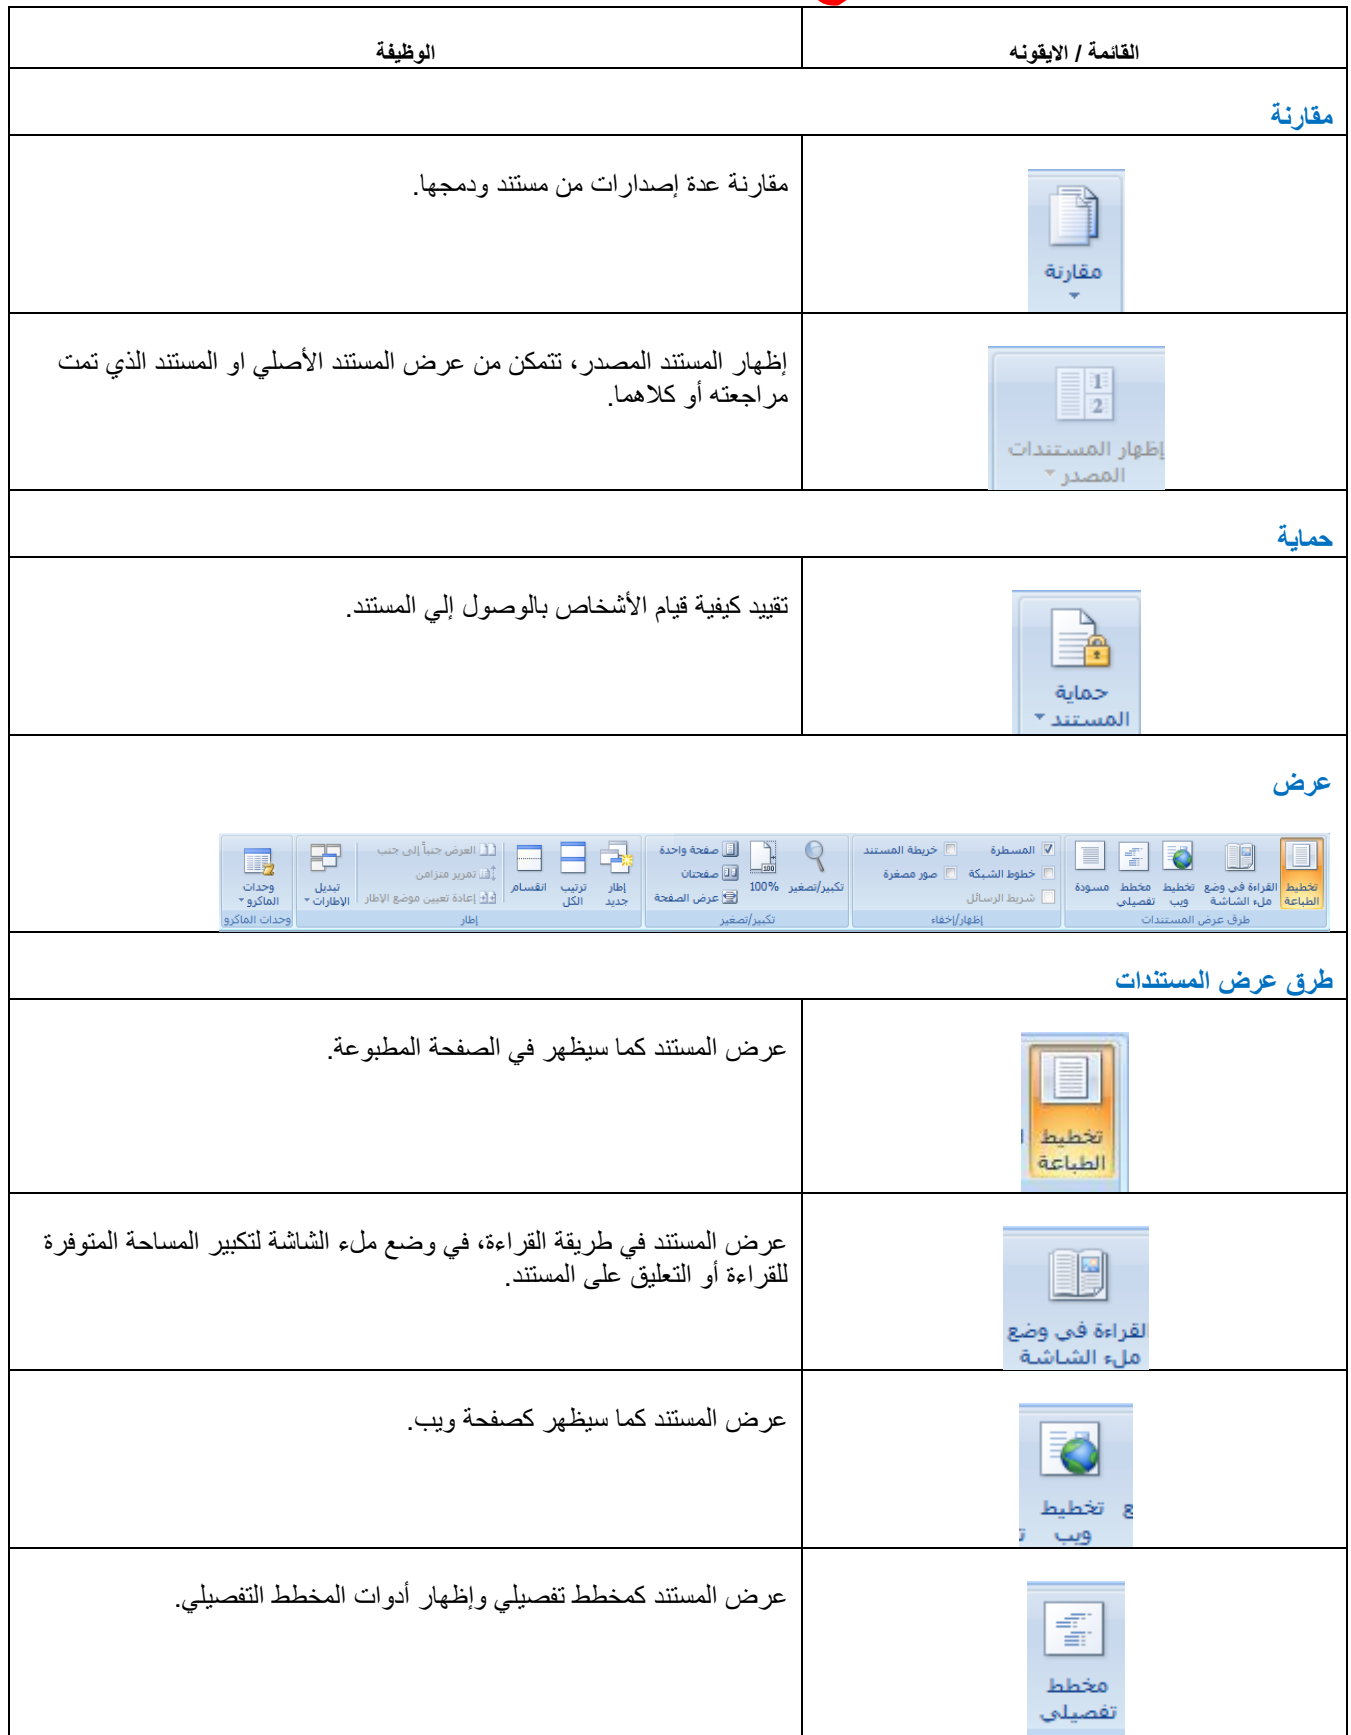 القائمة / الايقونه
الوظيفة
مقارنة
مقارنة
مقارنة عدة إصدارات من مستند ودمجها.
إظهار المستندات
المصدر
إظهار المستند المصدر، تتمكن من عرض المستند الأصلي او المستند الذي تمت
مراجعته أو كلاهما.
حماية
حماية
المستند
تقييد كيفية قيام الأشخاص بالوصول إلي المستند.
عرض
تخطيط
الطباعة
القراءة في وضع
ملء الشاشة
تخطيط
ويب
مخطط
تفصيلي
مسودة
طرق عرض المستندات
المسطرة
خطوط الشبكة
شريط الرسائل
خريطة المستند
صور مصغرة
إظهار/إخفاء
تكبير/تصغير
100%
صفحة واحدة
صفحتان
عرض الصفحة
تكبير/تصغير
إطار
جديد
ترتيب
الكل
انقسام
العرض جنباً إلى جنب
تمرير متزامن
إعادة تعيين موضع الإطار
تبديل
الإطارات
إطار
وحدات
الماكرو
وحدات الماكرو
طرق عرض المستندات
تخطيط
الطباعة
عرض المستند كما سيظهر في الصفحة المطبوعة.
القراءة في وضع
ملء الشاشة
عرض المستند في طريقة القراءة، في وضع ملء الشاشة لتكبير المساحة المتوفرة
للقراءة أو التعليق على المستند.
تخطيط
ويب
عرض المستند كما سيظهر كصفحة ويب.
مخطط
تفصيلي
عرض المستند كمخطط تفصيلي وإظهار أدوات المخطط التفصيلي.